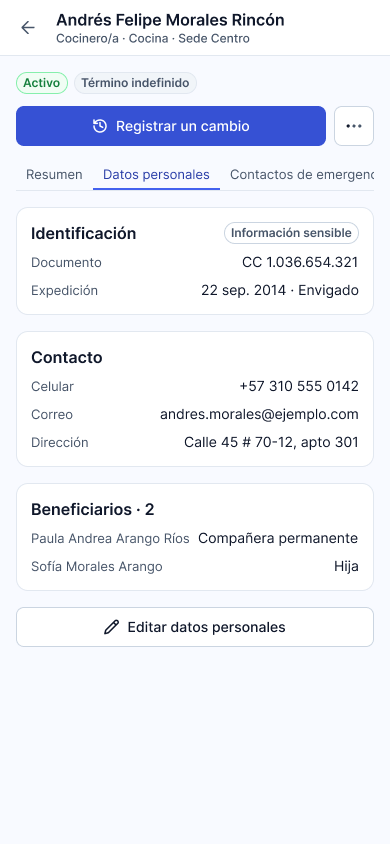 Andrés Felipe Morales Rincón
Cocinero/a · Cocina · Sede Centro
Activo Término indefinido
Registrar un cambio
Resumen Datos personales Contactos de emergenc
Identificación Información sensible
Documento CC 1.036.654.321
Expedición 22 sep. 2014 · Envigado
Contacto
Celular +57 310 555 0142
Correo andres.morales@ejemplo.com
Dirección Calle 45 # 70-12, apto 301
Beneficiarios · 2
Paula Andrea Arango Ríos Compañera permanente
Sofía Morales Arango Hija
Editar datos personales